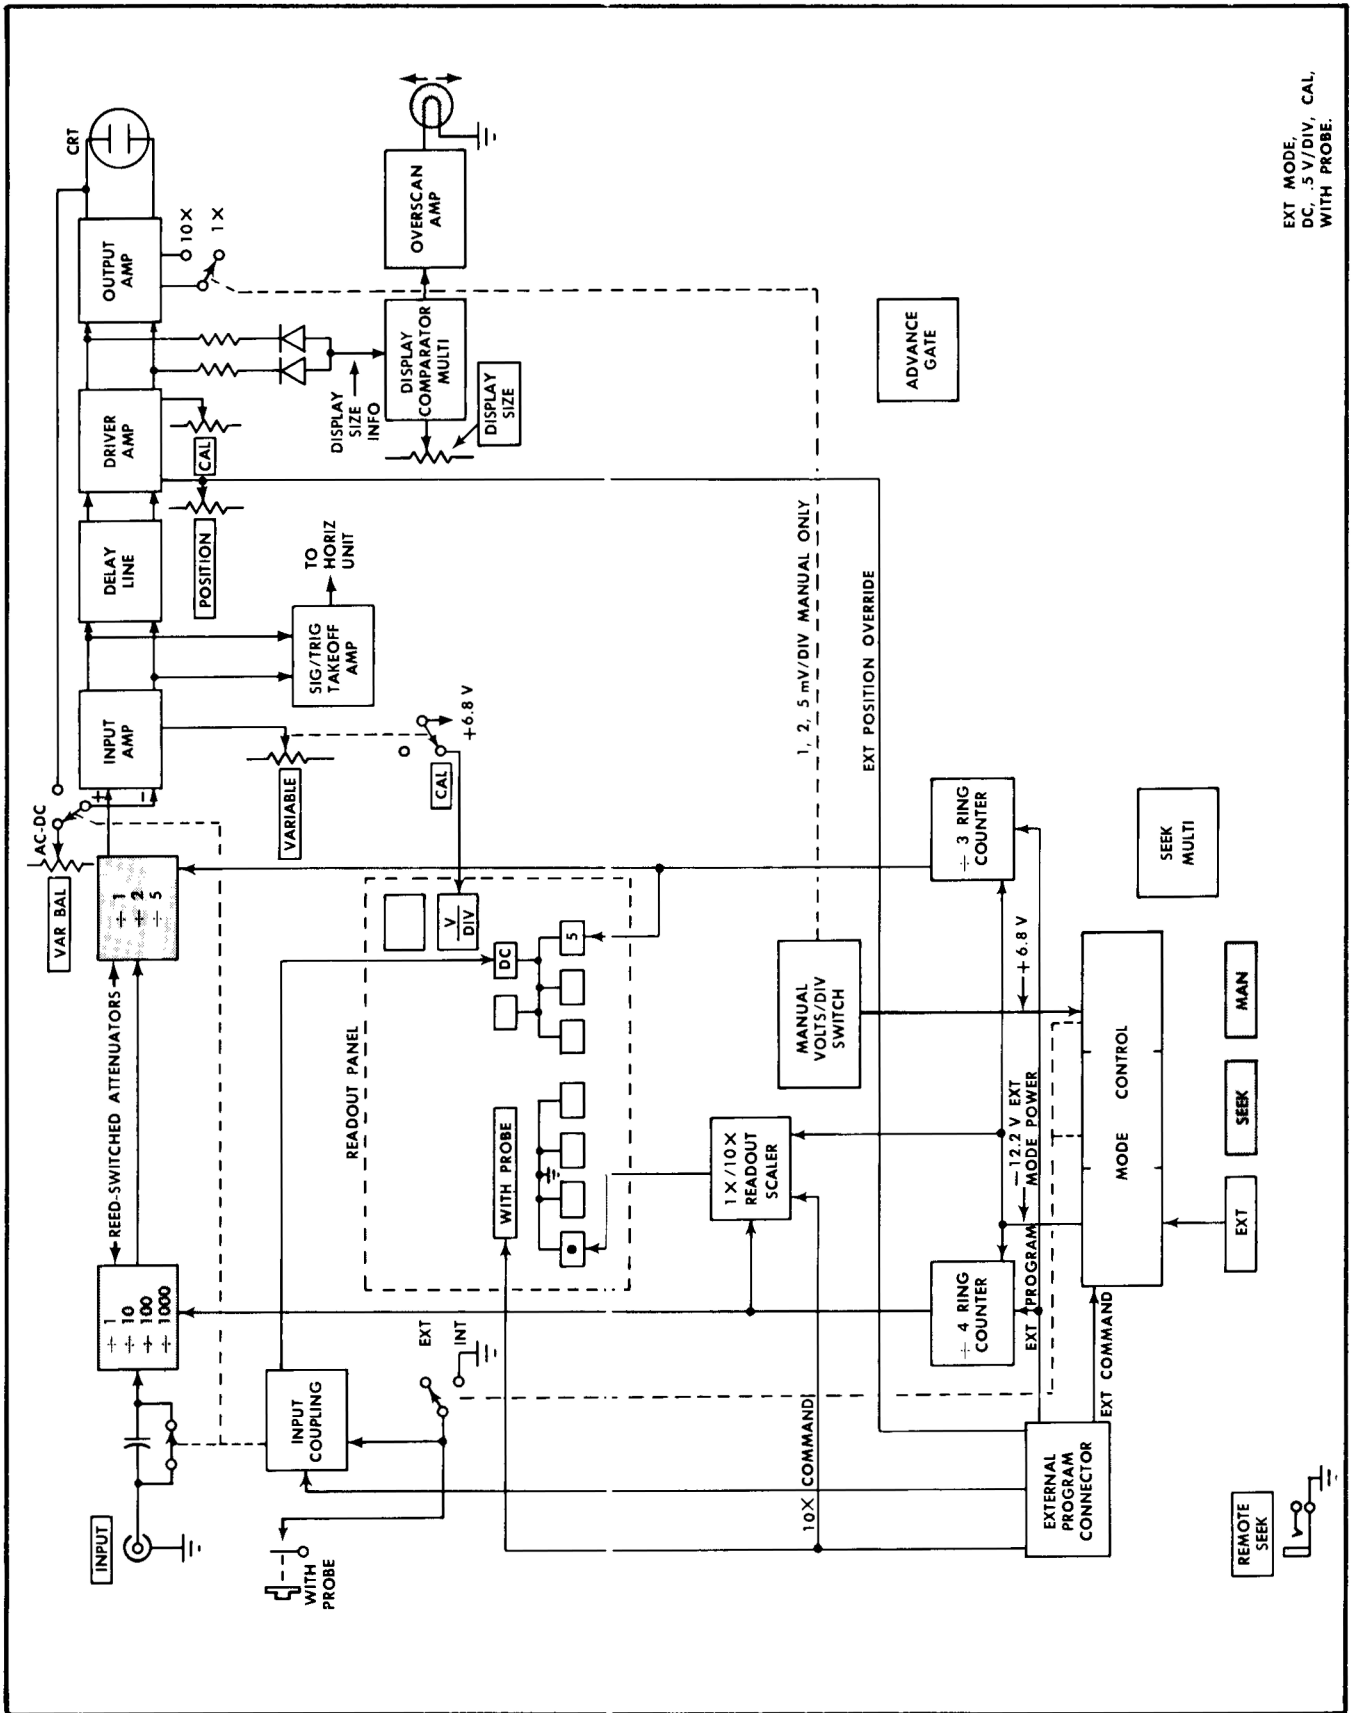 INPUT
WITH
PROBE
INPUT
COUPLING
EXT
INT
÷ 1
÷ 10
÷ 100
÷ 1000
REED-SWITCHED ATTENUATORS
÷ 1
÷ 2
÷ 5
VAR BAL
AC-DC
+
−
INPUT
AMP
VARIABLE
CAL
+6.8 V
SIG/TRIG
TAKEOFF
AMP
TO
HORIZ
UNIT
DELAY
LINE
POSITION
DRIVER
AMP
CAL
OUTPUT
AMP
10X
1X
CRT
DISPLAY
SIZE
INFO
DISPLAY
COMPARATOR
MULTI
DISPLAY
SIZE
OVERSCAN
AMP
READOUT PANEL
WITH PROBE
DC
5
V
DIV
1X/10X
READOUT
SCALER
MANUAL
VOLTS/DIV
SWITCH
1, 2, 5 mV/DIV MANUAL ONLY
EXT POSITION OVERRIDE
10X COMMAND
÷ 4 RING
COUNTER
÷ 3 RING
COUNTER
EXT PROGRAM
−12.2 V EXT
MODE POWER
+6.8 V
EXTERNAL
PROGRAM
CONNECTOR
EXT COMMAND
MODE CONTROL
EXT
SEEK
MAN
SEEK
MULTI
ADVANCE
GATE
REMOTE
SEEK
EXT MODE,
DC, .5 V/DIV, CAL,
WITH PROBE.